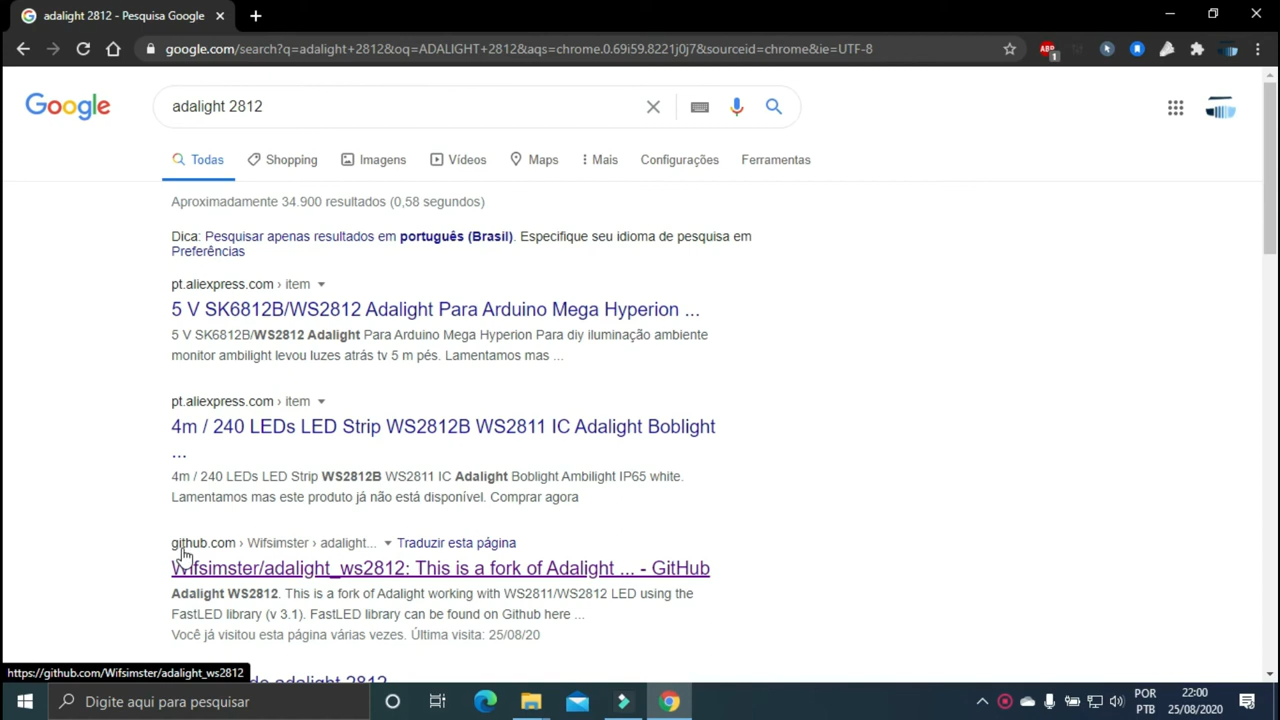 adalight 2812 - Pesquisa Google
google.com/search?q=adalight+2812&oq=ADALIGHT+2812&aqs=chrome.0.69i59.8221j0j7&sourceid=chrome&ie=UTF-8
ABP
1
Google
adalight 2812
Todas
Shopping
Imagens
Vídeos
Maps
Mais
Configurações
Ferramentas
Aproximadamente 34.900 resultados (0,58 segundos)
Dica: Pesquisar apenas resultados em português (Brasil). Especifique seu idioma de pesquisa em
Preferências
pt.aliexpress.com › item
5 V SK6812B/WS2812 Adalight Para Arduino Mega Hyperion ...
5 V SK6812B/WS2812 Adalight Para Arduino Mega Hyperion Para diy iluminação ambiente
monitor ambilight levou luzes atrás tv 5 m pés. Lamentamos mas ...
pt.aliexpress.com › item
4m / 240 LEDs LED Strip WS2812B WS2811 IC Adalight Boblight
...
4m / 240 LEDs LED Strip WS2812B WS2811 IC Adalight Boblight Ambilight IP65 white.
Lamentamos mas este produto já não está disponível. Comprar agora
github.com › Wifsimster › adalight... Traduzir esta página
Wifsimster/adalight_ws2812: This is a fork of Adalight ... - GitHub
Adalight WS2812. This is a fork of Adalight working with WS2811/WS2812 LED using the
FastLED library (v 3.1). FastLED library can be found on Github here ...
Você já visitou esta página várias vezes. Última visita: 25/08/20
https://github.com/Wifsimster/adalight_ws2812
adalight 2812
Digite aqui para pesquisar
POR
PTB
22:00
25/08/2020